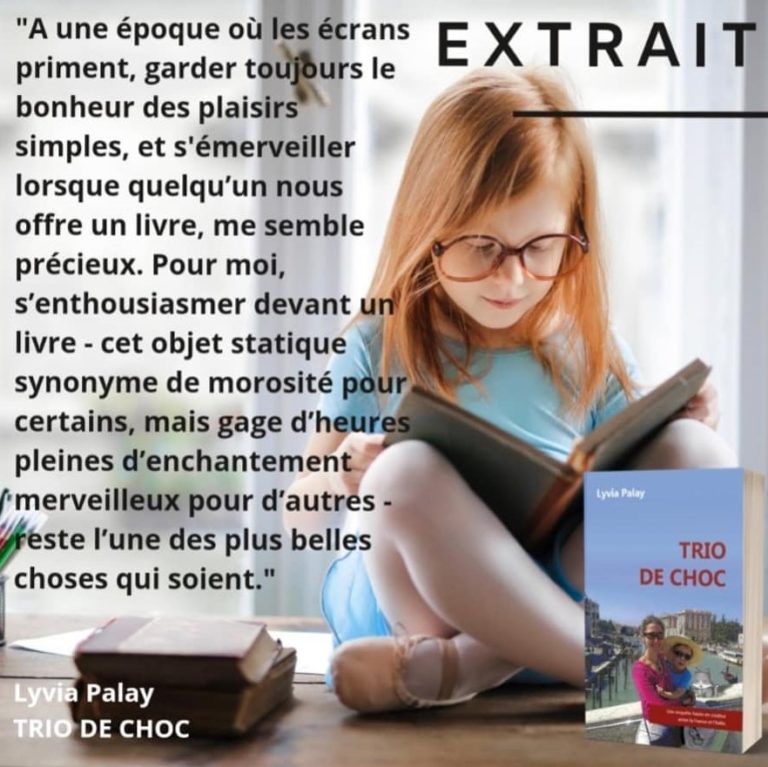 "A une époque où les écrans
priment, garder toujours le
bonheur des plaisirs
simples, et s'émerveiller
lorsque quelqu’un nous
offre un livre, me semble
précieux. Pour moi,
s’enthousiasmer devant un
livre - cet objet statique
synonyme de morosité pour
certains, mais gage d’heures
pleines d’enchantement
merveilleux pour d’autres -
reste l’une des plus belles
choses qui soient."
Lyvia Palay
TRIO DE CHOC
EXTRAIT
Lyvia Palay
TRIO
DE CHOC